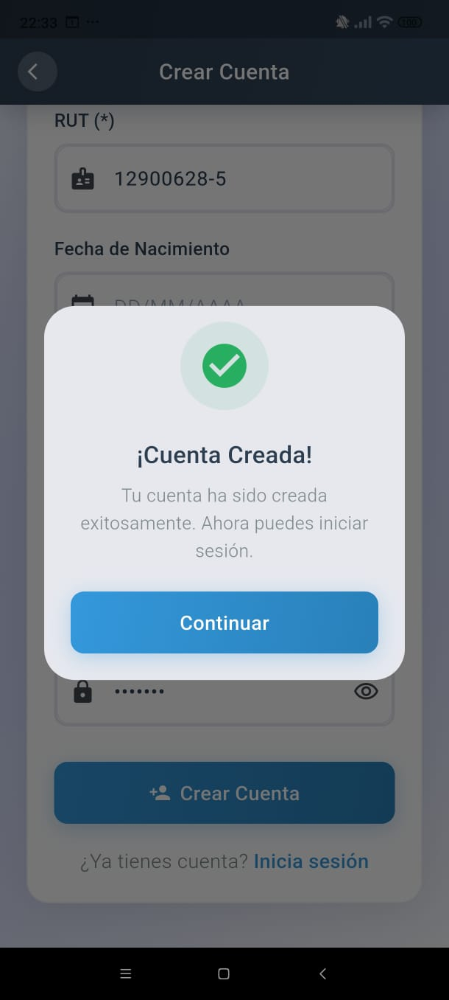 22:33
100
Crear Cuenta
RUT (*)
12900628-5
Fecha de Nacimiento
DD/MM/AAAA
¡Cuenta Creada!
Tu cuenta ha sido creada
exitosamente. Ahora puedes iniciar
sesión.
Continuar
•••••••
Crear Cuenta
¿Ya tienes cuenta? Inicia sesión